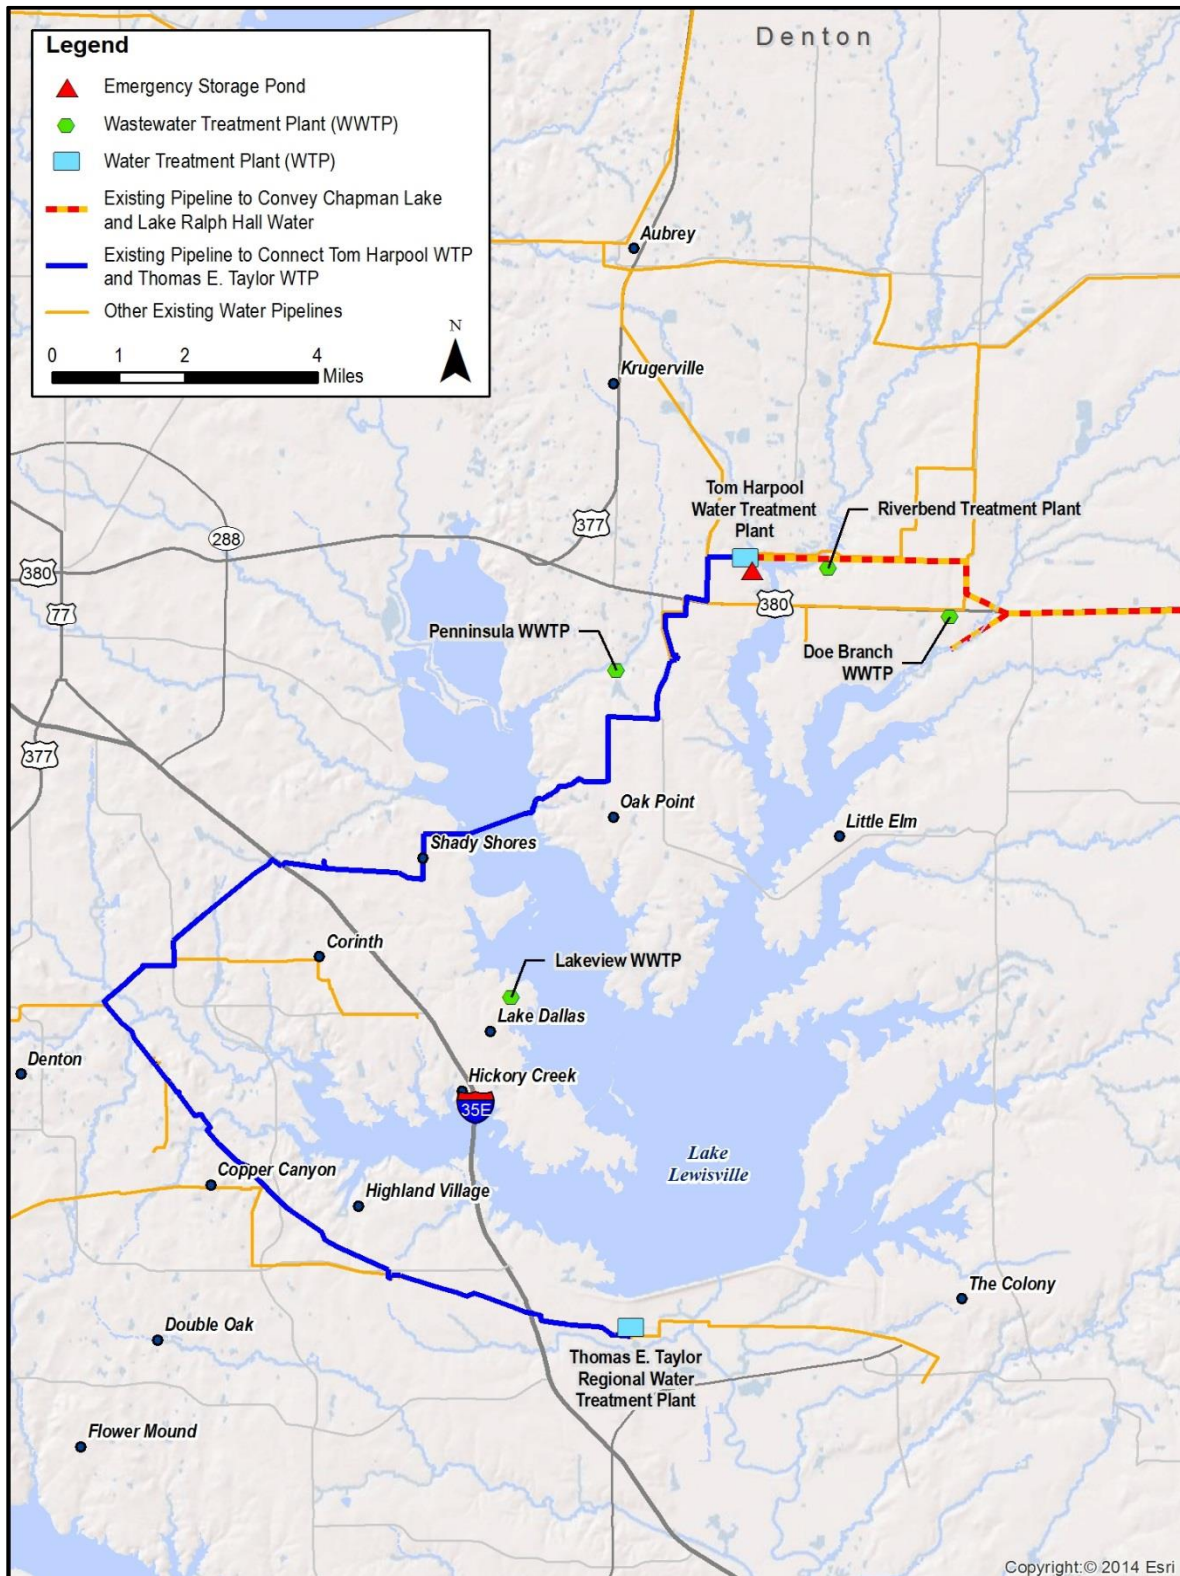 Legend
Emergency Storage Pond
Wastewater Treatment Plant (WWTP)
Water Treatment Plant (WTP)
Existing Pipeline to Convey Chapman Lake
and Lake Ralph Hall Water
Existing Pipeline to Connect Tom Harpool WTP
and Thomas E. Taylor WTP
Other Existing Water Pipelines
0 1 2 4
Miles
N
Denton
Aubrey
Krugerville
377
288
380
77
377
Tom Harpool
Water Treatment
Plant
Riverbend Treatment Plant
380
Penninsula WWTP
Doe Branch
WWTP
Oak Point
Little Elm
Shady Shores
Corinth
Lakeview WWTP
Lake Dallas
Denton
Hickory Creek
35E
Lake
Lewisville
Copper Canyon
Highland Village
The Colony
Double Oak
Thomas E. Taylor
Regional Water
Treatment Plant
Flower Mound
Copyright:© 2014 Esri